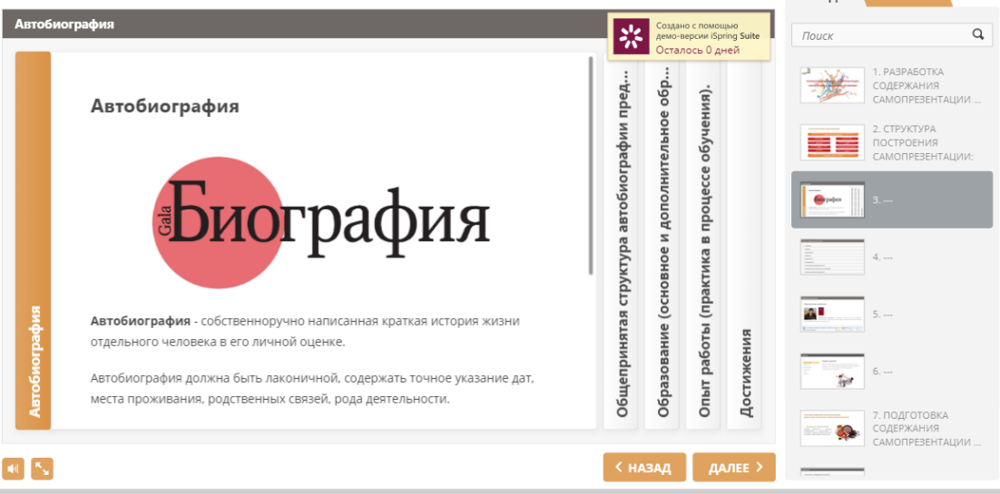 Автобиография
Создано с помощью
демо-версии iSpring Suite
Осталось 0 дней
Автобиография
Автобиография
Gala
Биография
Автобиография - собственноручно написанная краткая история жизни
отдельного человека в его личной оценке.
Автобиография должна быть лаконичной, содержать точное указание дат,
места проживания, родственных связей, рода деятельности.
Общепринятая структура автобиографии пред...
Образование (основное и дополнительное обр...
Опыт работы (практика в процессе обучения).
Достижения
НАЗАД
ДАЛЕЕ
Поиск
1. РАЗРАБОТКА
СОДЕРЖАНИЯ
САМОПРЕЗЕНТАЦИИ ...
2. СТРУКТУРА
ПОСТРОЕНИЯ
САМОПРЕЗЕНТАЦИИ:
3. ---
4. ---
5. ---
6. ---
7. ПОДГОТОВКА
СОДЕРЖАНИЯ
САМОПРЕЗЕНТАЦИИ ...